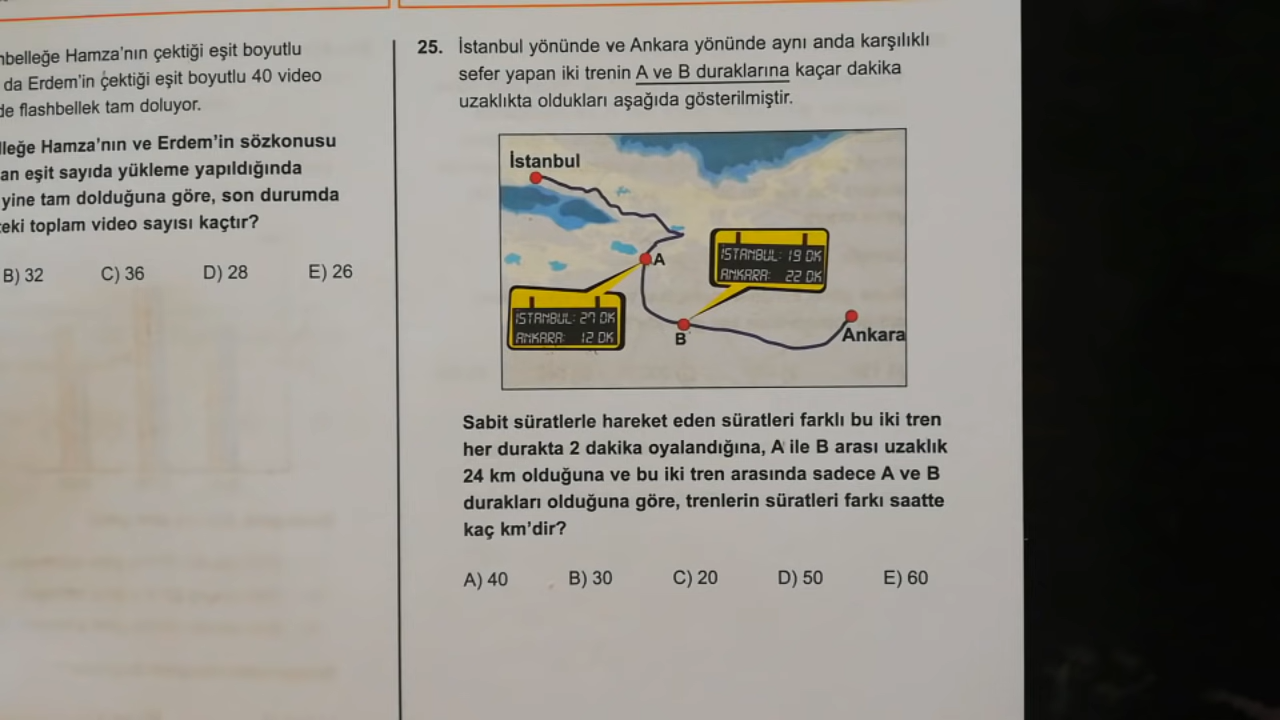 Hamza'nın çektiği eşit boyutlu
da Erdem'in çektiği eşit boyutlu 40 video
flashbellek tam doluyor.
Hamza'nın ve Erdem'in sözkonusu
eşit sayıda yükleme yapıldığında
yine tam dolduğuna göre, son durumda
toplam video sayısı kaçtır?
B) 32 C) 36 D) 28 E) 26
25. İstanbul yönünde ve Ankara yönünde aynı anda karşılıklı
sefer yapan iki trenin A ve B duraklarına kaçar dakika
uzaklıkta oldukları aşağıda gösterilmiştir.
İstanbul
A
İSTANBUL: 19 DK
ANKARA: 22 DK
İSTANBUL: 27 DK
ANKARA: 12 DK
B
Ankara
Sabit süratlerle hareket eden süratleri farklı bu iki tren
her durakta 2 dakika oyalandığına, A ile B arası uzaklık
24 km olduğuna ve bu iki tren arasında sadece A ve B
durakları olduğuna göre, trenlerin süratleri farkı saatte
kaç km'dir?
A) 40 B) 30 C) 20 D) 50 E) 60